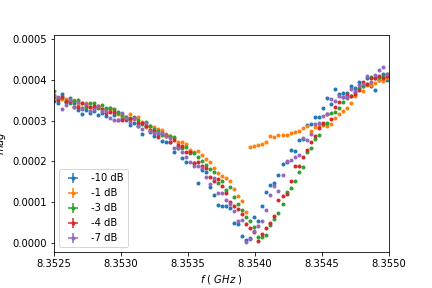 0.0005
0.0004
0.0003
0.0002
0.0001
0.0000
mag
-10 dB
-1 dB
-3 dB
-4 dB
-7 dB
8.3525 8.3530 8.3535 8.3540 8.3545 8.3550
f ( GHz )